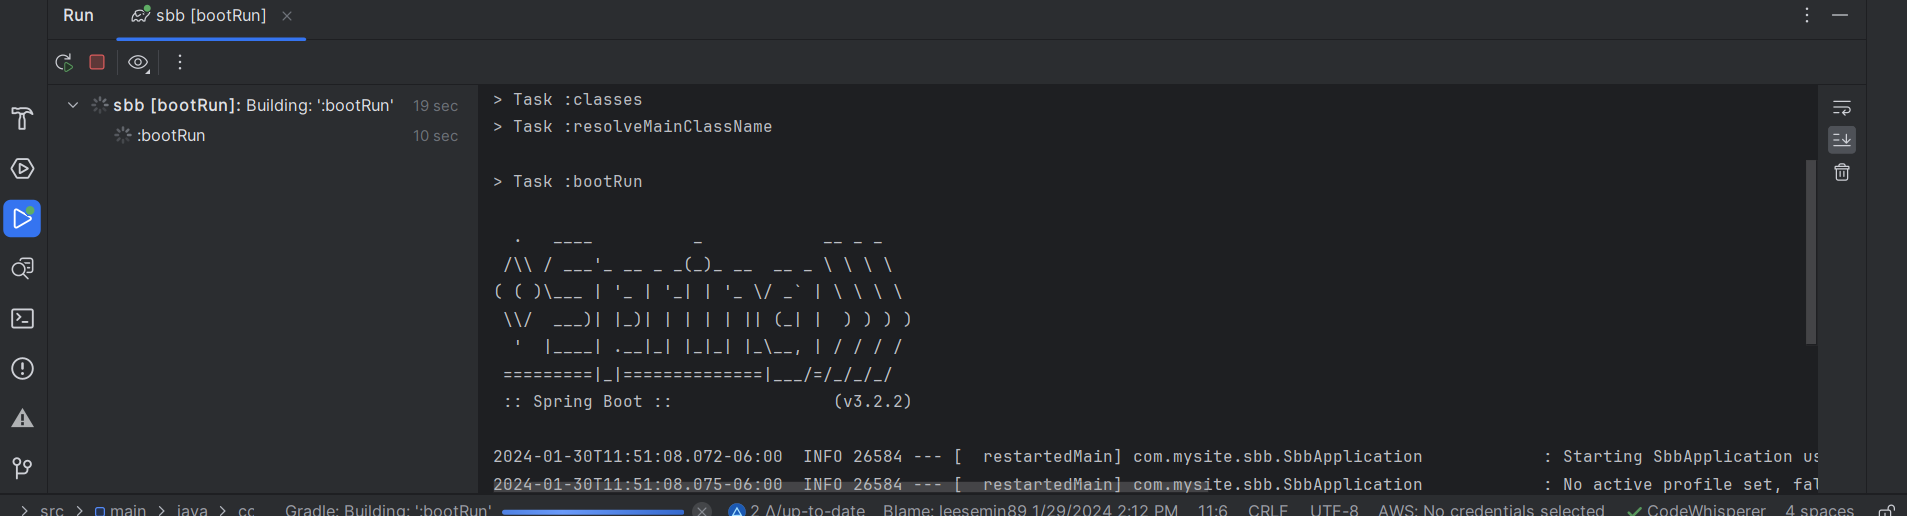 Run sbb [bootRun]
sbb [bootRun]: Building: ':bootRun' 19 sec
:bootRun 10 sec
> Task :classes
> Task :resolveMainClassName
> Task :bootRun
  .   ____          _            __ _ _
 /\\ / ___'_ __ _ _(_)_ __  __ _ \ \ \ \
( ( )\___ | '_ | '_| | '_ \/ _` | \ \ \ \
 \\/  ___)| |_)| | | | | || (_| |  ) ) ) )
  '  |____| .__|_| |_|_| |_\__, | / / / /
 =========|_|==============|___/=/_/_/_/
 :: Spring Boot ::                (v3.2.2)
2024-01-30T11:51:08.072-06:00  INFO 26584 --- [  restartedMain] com.mysite.sbb.SbbApplication            : Starting SbbApplication us
2024-01-30T11:51:08.075-06:00  INFO 26584 --- [  restartedMain] com.mysite.sbb.SbbApplication            : No active profile set, fal
src > main > java > cc Gradle: Building: ':bootRun' 2 Δ/up-to-date Blame: leesemin89 1/29/2024 2:12 PM 11:6 CRLF UTF-8 AWS: No credentials selected CodeWhisperer 4 spaces